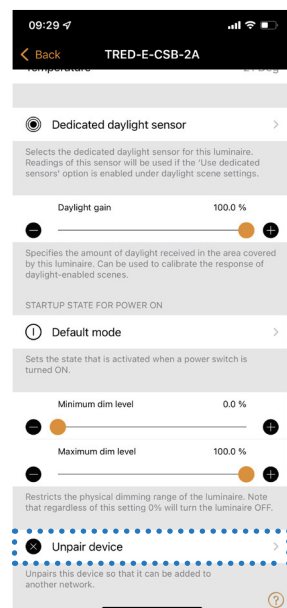 09:29
Back TRED-E-CSB-2A
Temperature 21 Deg
Dedicated daylight sensor
Selects the dedicated daylight sensor for this luminaire.
Readings of this sensor will be used if the 'Use dedicated
sensors' option is enabled under daylight scene settings.
Daylight gain 100.0 %
Specifies the amount of daylight received in the area covered
by this luminaire. Can be used to calibrate the response of
daylight-enabled scenes.
STARTUP STATE FOR POWER ON
Default mode
Sets the state that is activated when a power switch is
turned ON.
Minimum dim level 0.0 %
Maximum dim level 100.0 %
Restricts the physical dimming range of the luminaire. Note
that regardless of this setting 0% will turn the luminaire OFF.
Unpair device
Unpairs this device so that it can be added to
another network.
?